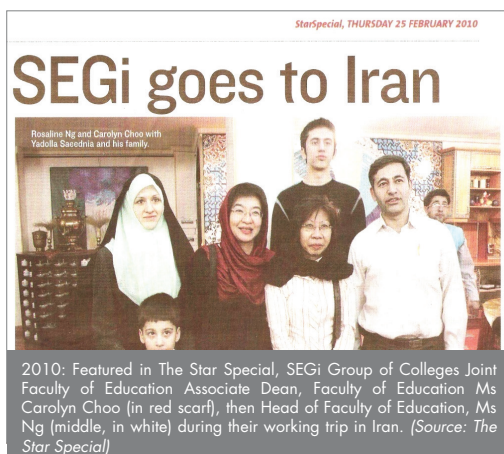 StarSpecial, THURSDAY 25 FEBRUARY 2010
SEGi goes to Iran
Rosaline Ng and Carolyn Choo with
Yadolla Saeednia and his family.
2010: Featured in The Star Special, SEGi Group of Colleges Joint
Faculty of Education Associate Dean, Faculty of Education Ms
Carolyn Choo (in red scarf), then Head of Faculty of Education, Ms
Ng (middle, in white) during their working trip in Iran. (Source: The
Star Special)